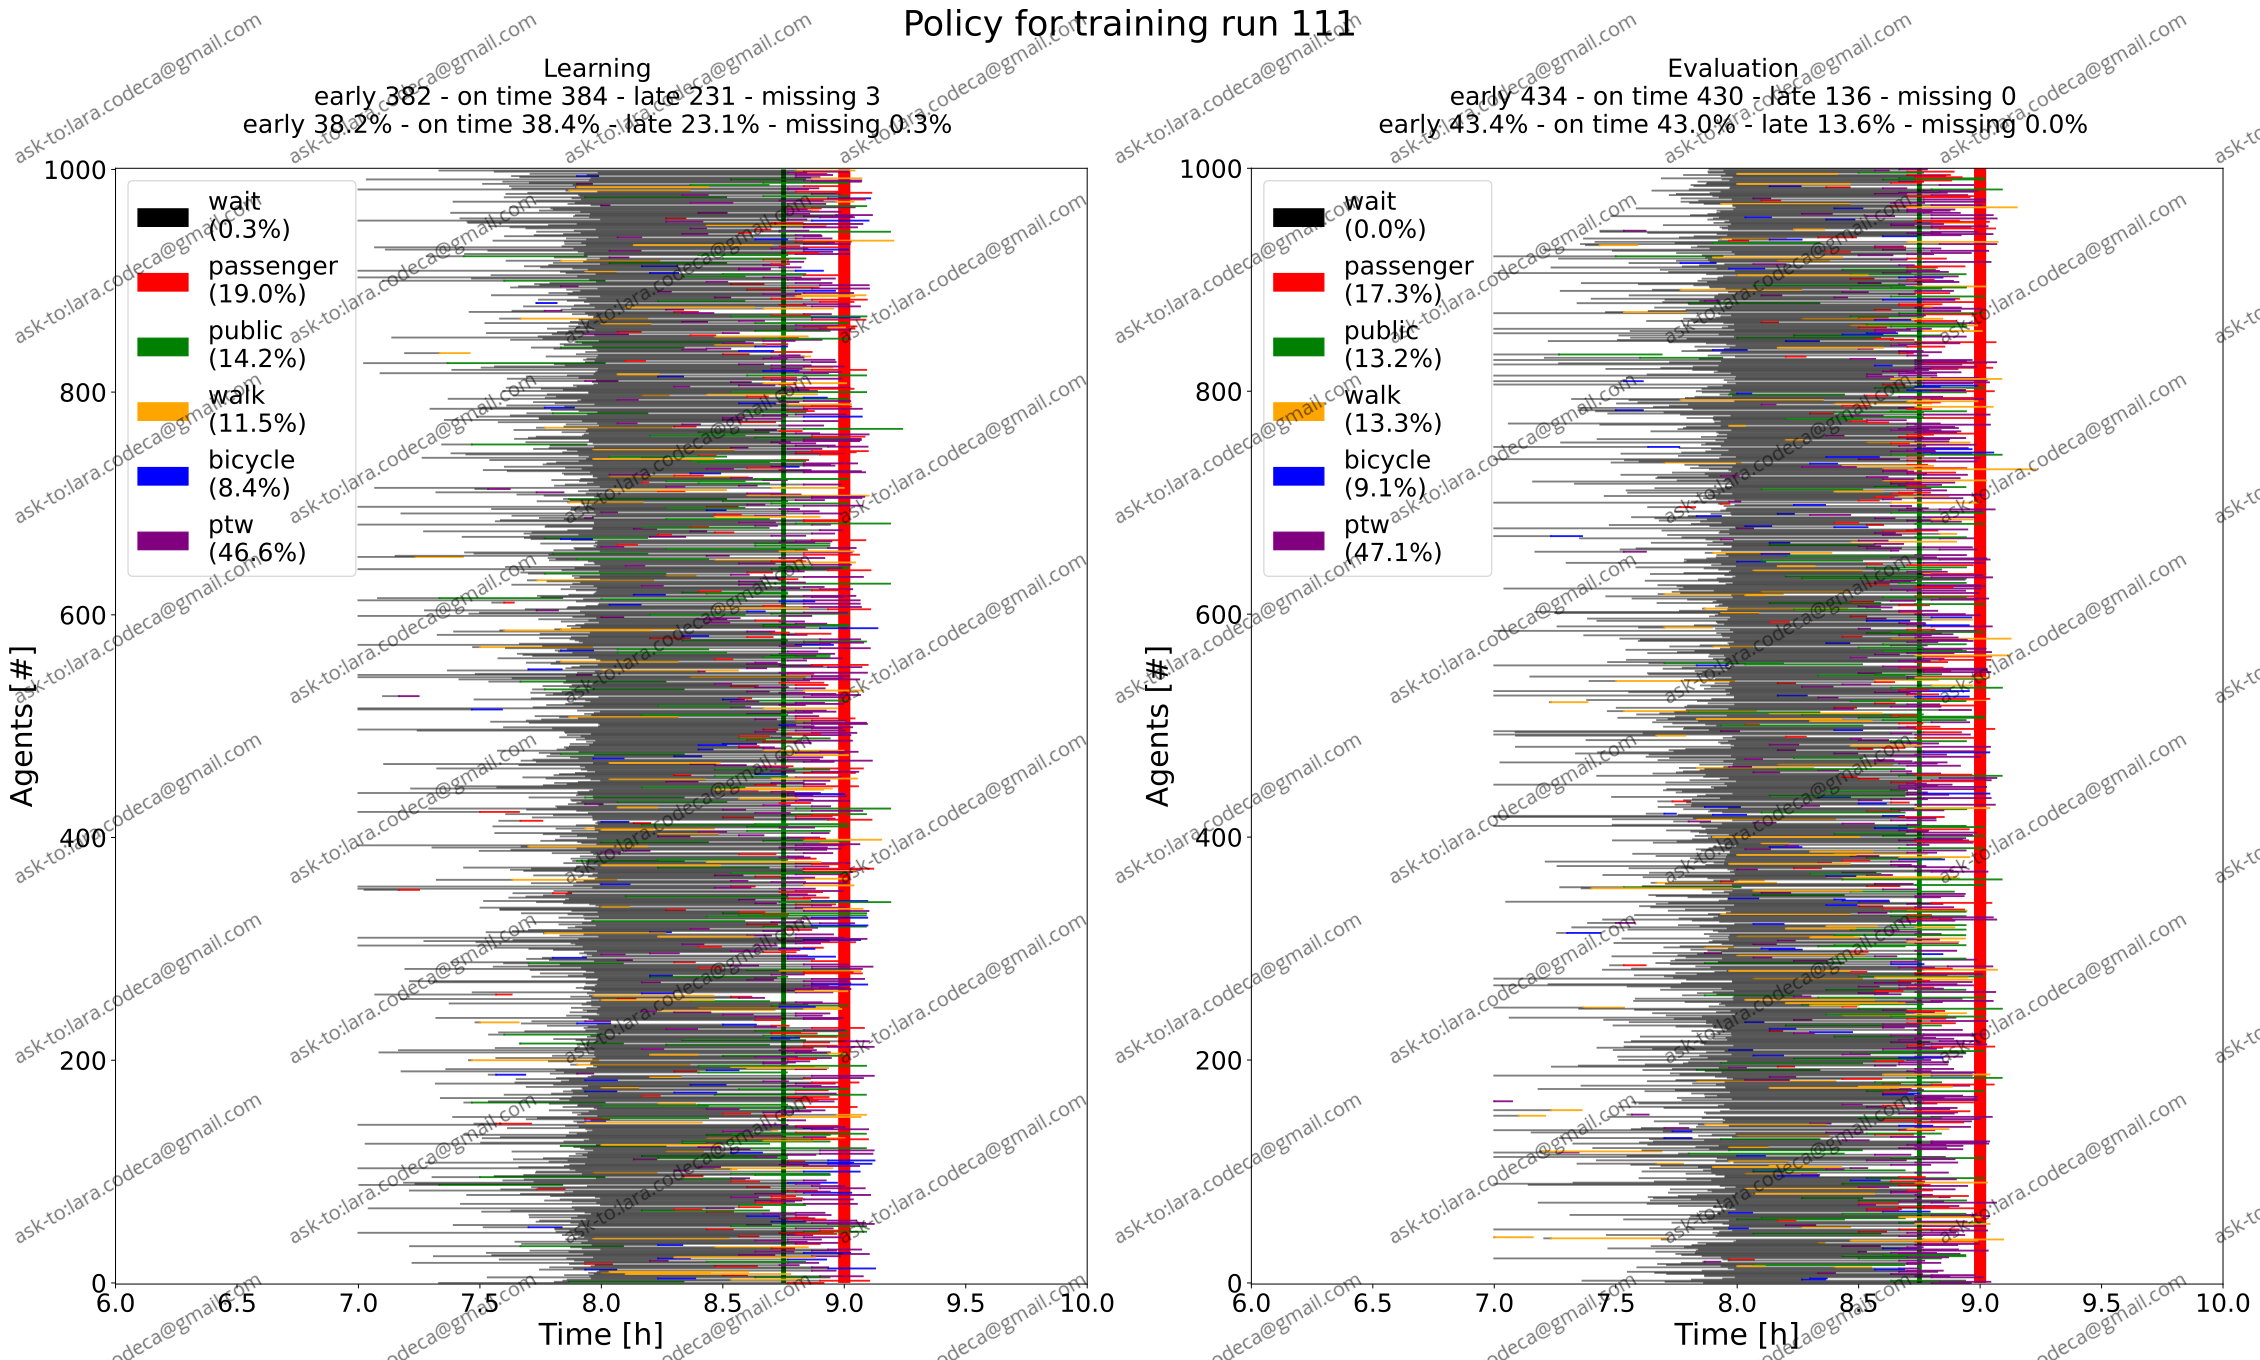 Policy for training run 111
Learning
early 382 - on time 384 - late 231 - missing 3
early 38.2% - on time 38.4% - late 23.1% - missing 0.3%
1000
800
600
400
200
0
Agents [#]
wait
(0.3%)
passenger
(19.0%)
public
(14.2%)
walk
(11.5%)
bicycle
(8.4%)
ptw
(46.6%)
6.0 6.5 7.0 7.5 8.0 8.5 9.0 9.5 10.0
Time [h]
Evaluation
early 434 - on time 430 - late 136 - missing 0
early 43.4% - on time 43.0% - late 13.6% - missing 0.0%
1000
800
600
400
200
0
Agents [#]
wait
(0.0%)
passenger
(17.3%)
public
(13.2%)
walk
(13.3%)
bicycle
(9.1%)
ptw
(47.1%)
6.0 6.5 7.0 7.5 8.0 8.5 9.0 9.5 10.0
Time [h]
ask-to:lara.codeca@gmail.com